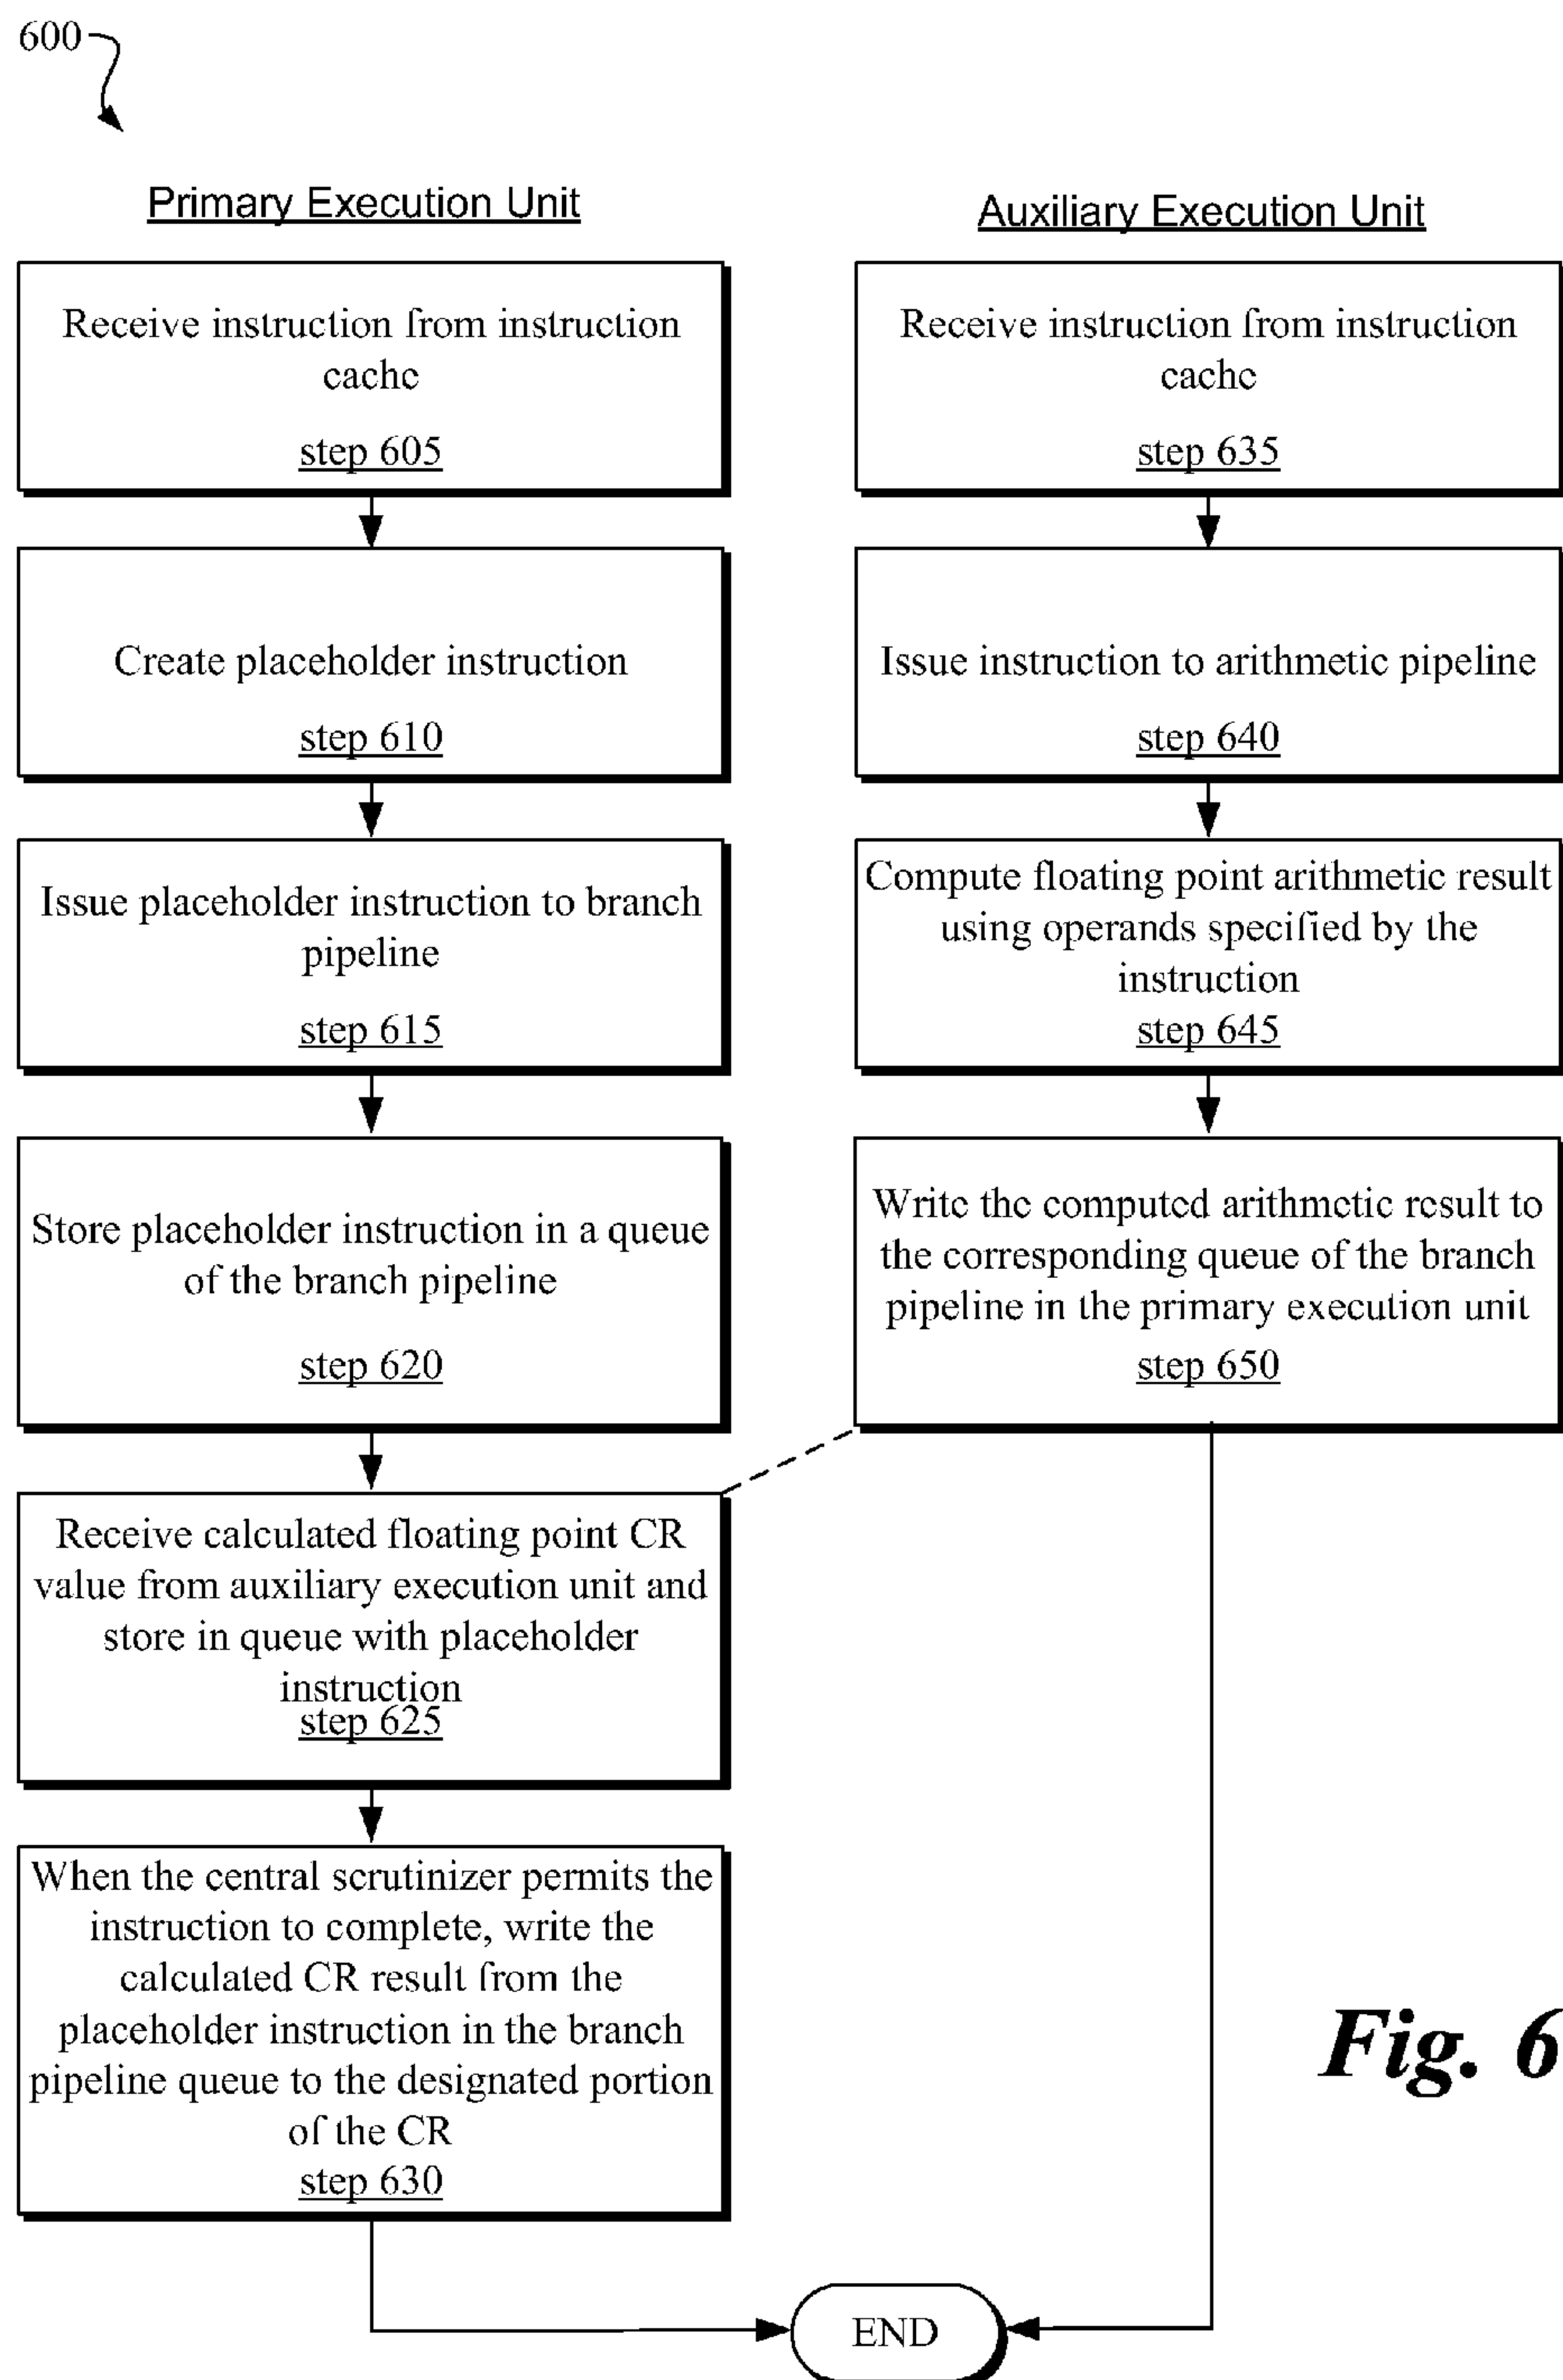 600
Primary Execution Unit
Receive instruction from instruction
cache
step 605
Create placeholder instruction
step 610
Issue placeholder instruction to branch
pipeline
step 615
Store placeholder instruction in a queue
of the branch pipeline
step 620
Receive calculated floating point CR
value from auxiliary execution unit and
store in queue with placeholder
instruction
step 625
When the central scrutinizer permits the
instruction to complete, write the
calculated CR result from the
placeholder instruction in the branch
pipeline queue to the designated portion
of the CR
step 630
Auxiliary Execution Unit
Receive instruction from instruction
cache
step 635
Issue instruction to arithmetic pipeline
step 640
Compute floating point arithmetic result
using operands specified by the
instruction
step 645
Write the computed arithmetic result to
the corresponding queue of the branch
pipeline in the primary execution unit
step 650
END
Fig. 6